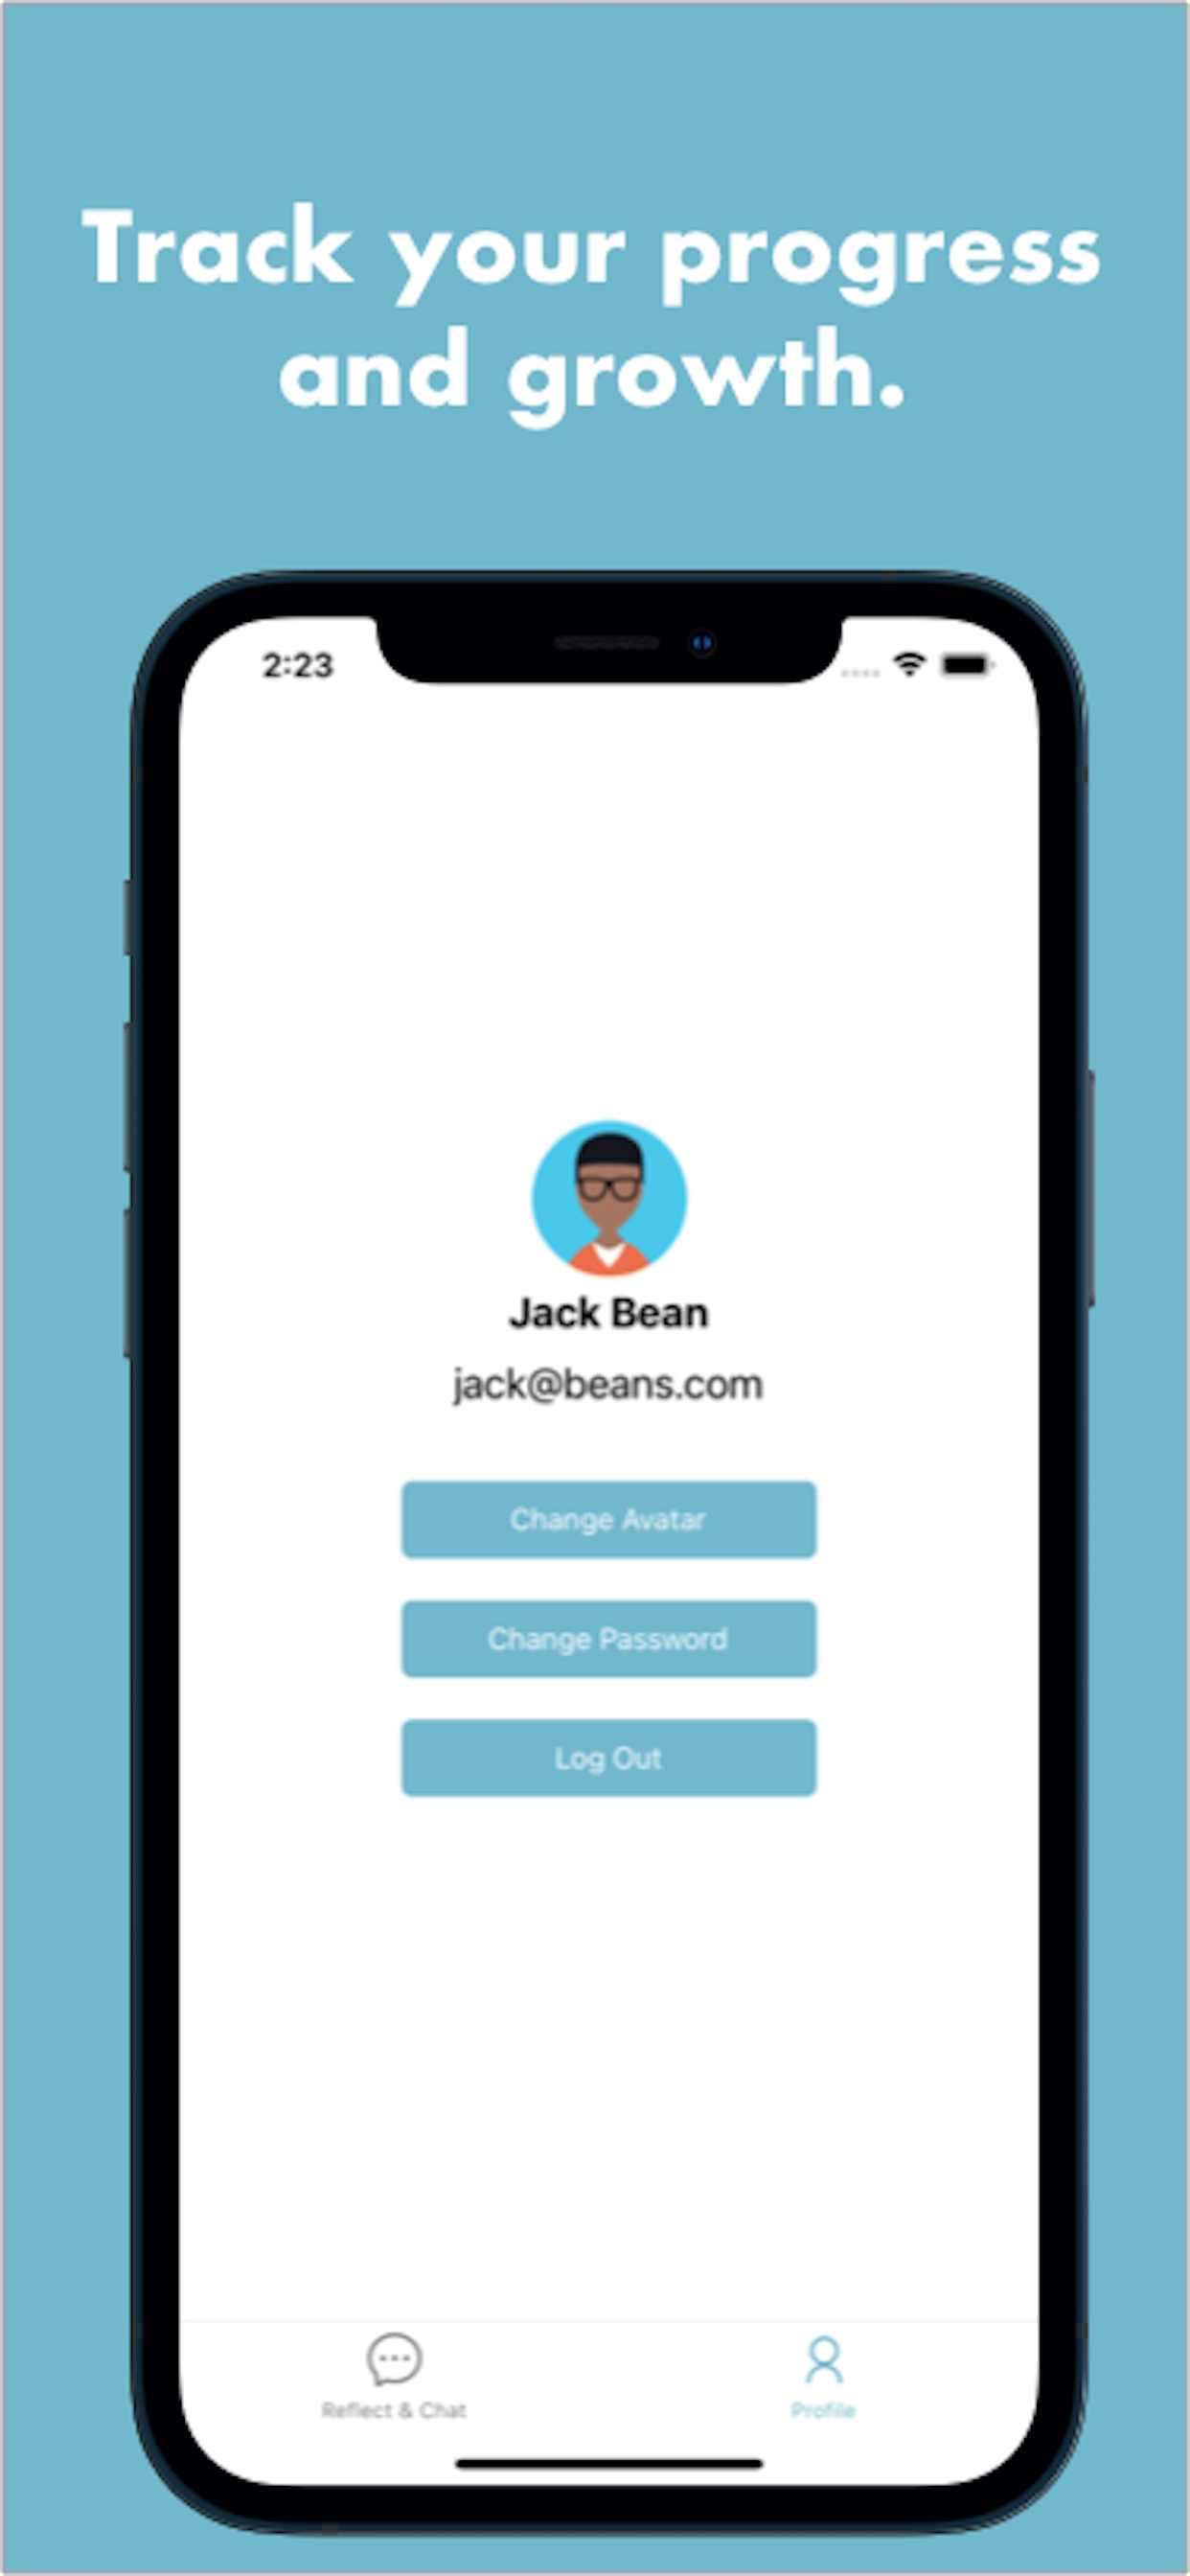 Track your progress
and growth.
2:23
Jack Bean
jack@beans.com
Change Avatar
Change Password
Log Out
Reflect & Chat
Profile